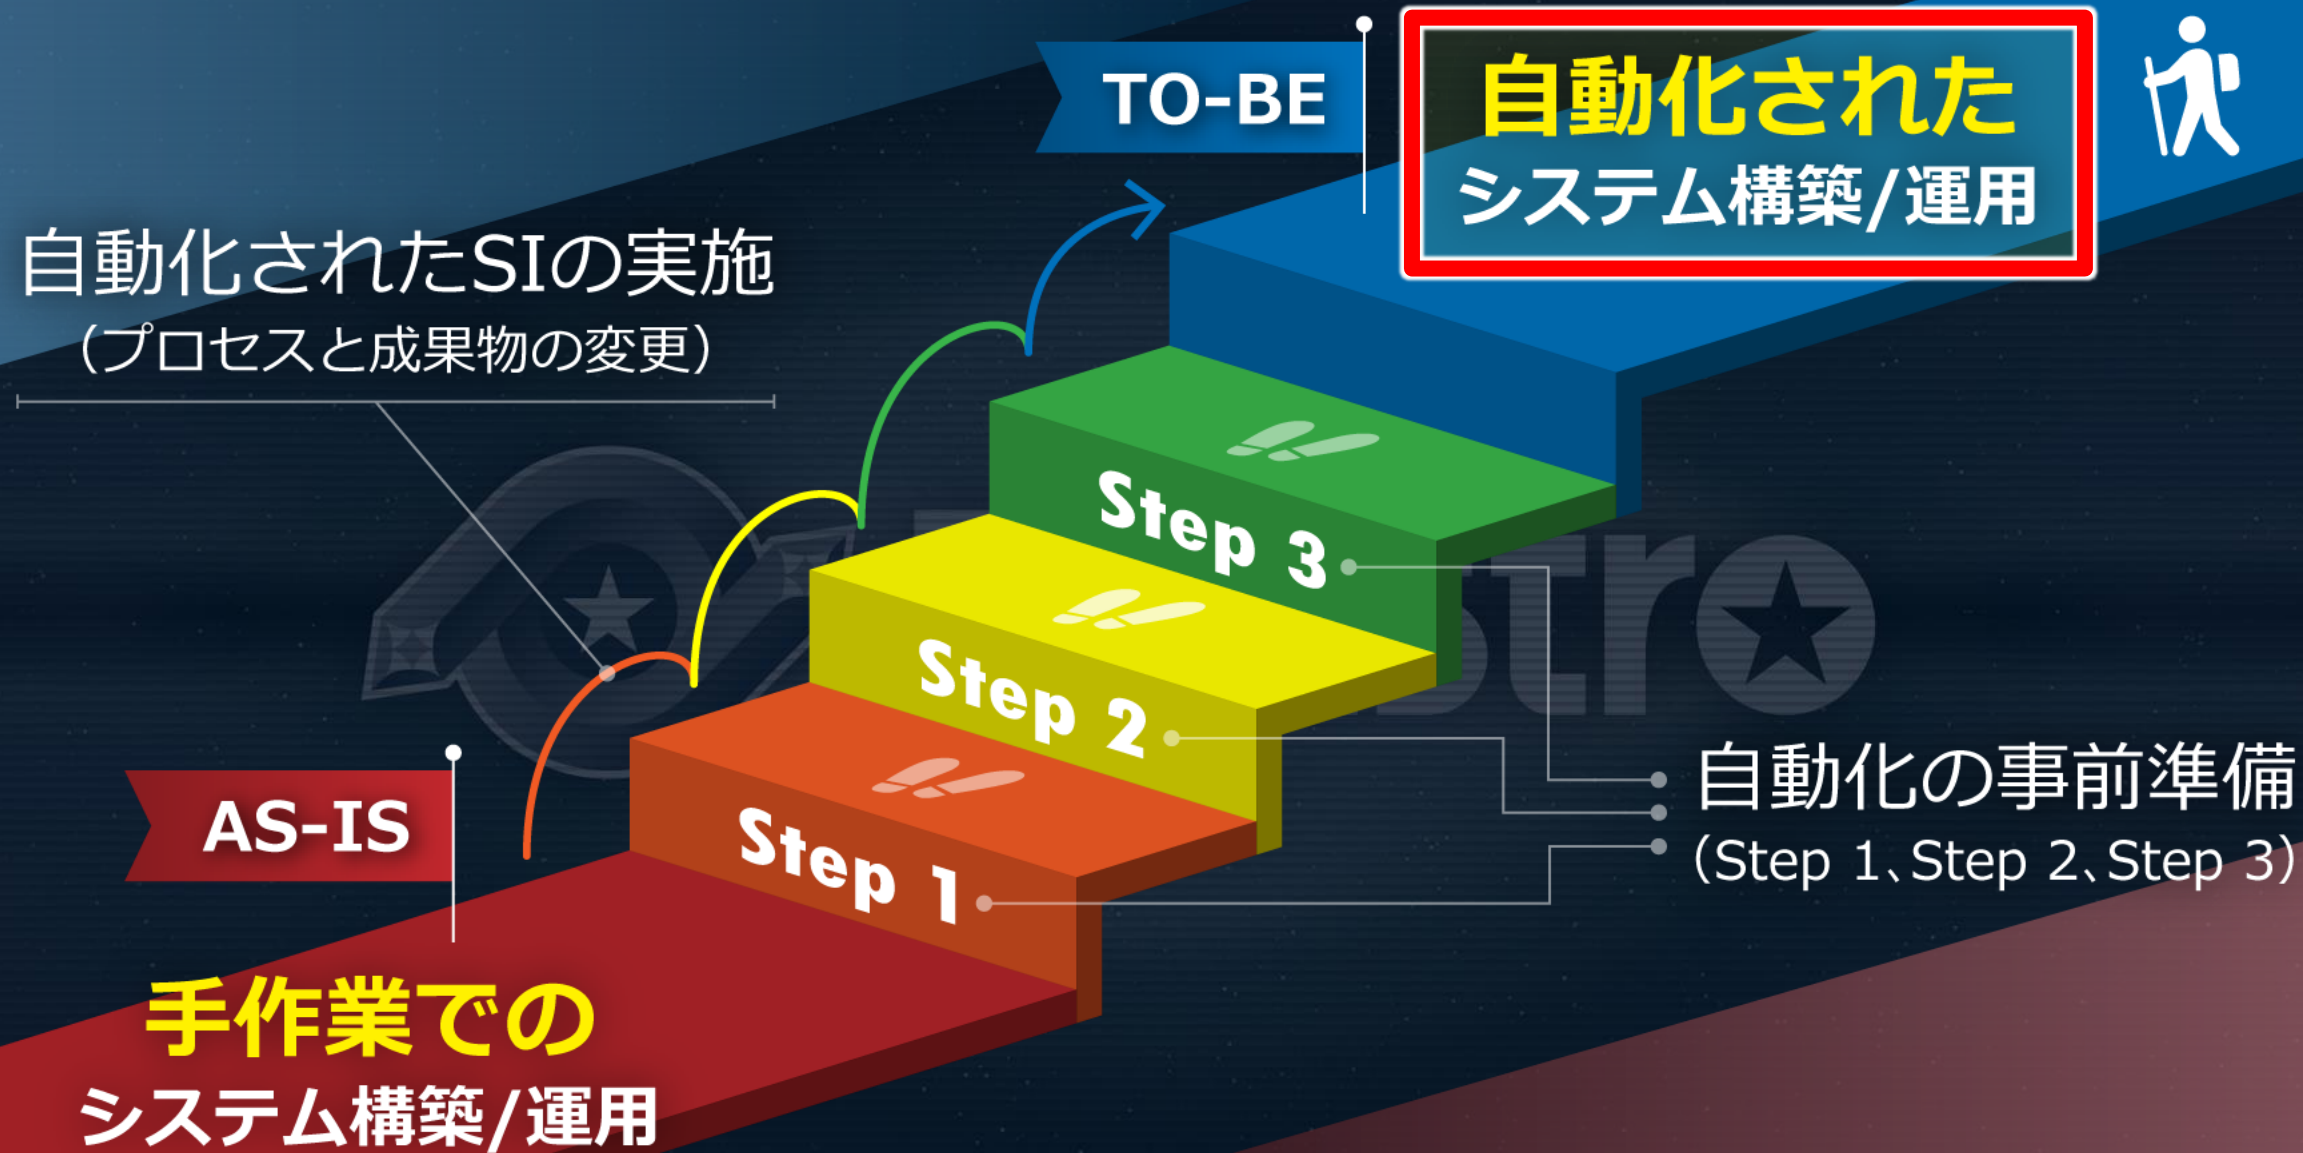 TO-BE
自動化された
システム構築/運用
自動化されたSIの実施
（プロセスと成果物の変更）
Step 3
Step 2
Step 1
自動化の事前準備
（Step 1、Step 2、Step 3）
AS-IS
手作業での
システム構築/運用